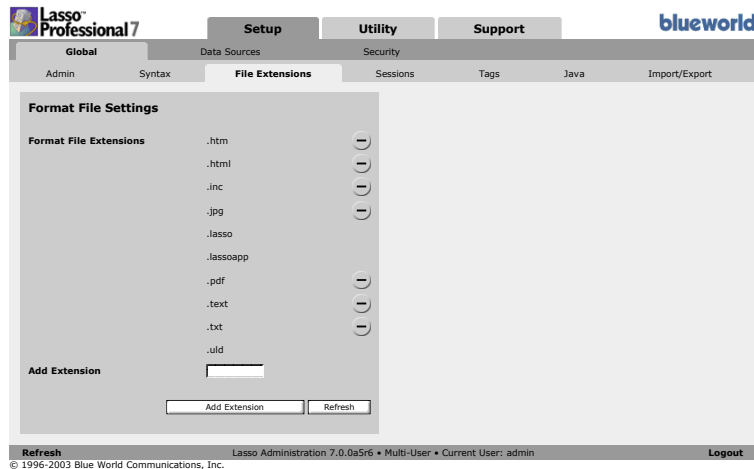 Lasso™
Professional 7
Setup Utility Support
blueworld
Global Data Sources Security
Admin Syntax File Extensions Sessions Tags Java Import/Export
Format File Settings
Format File Extensions .htm
.html
.inc
.jpg
.lasso
.lassoapp
.pdf
.text
.txt
.uld
Add Extension
Add Extension Refresh
Refresh Lasso Administration 7.0.0a5r6 • Multi-User • Current User: admin Logout
© 1996-2003 Blue World Communications, Inc.